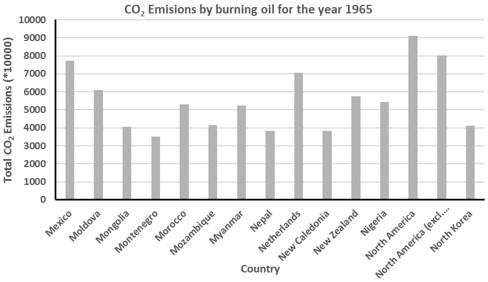 CO₂ Emisions by burning oil for the year 1965
Total CO₂ Emissions (*10000)
10000
9000
8000
7000
6000
5000
4000
3000
2000
1000
0
Mexico
Moldova
Mongolia
Montenegro
Morocco
Mozambique
Myanmar
Nepal
Netherlands
New Caledonia
New Zealand
Nigeria
North America
North America (excl....
North Korea
Country